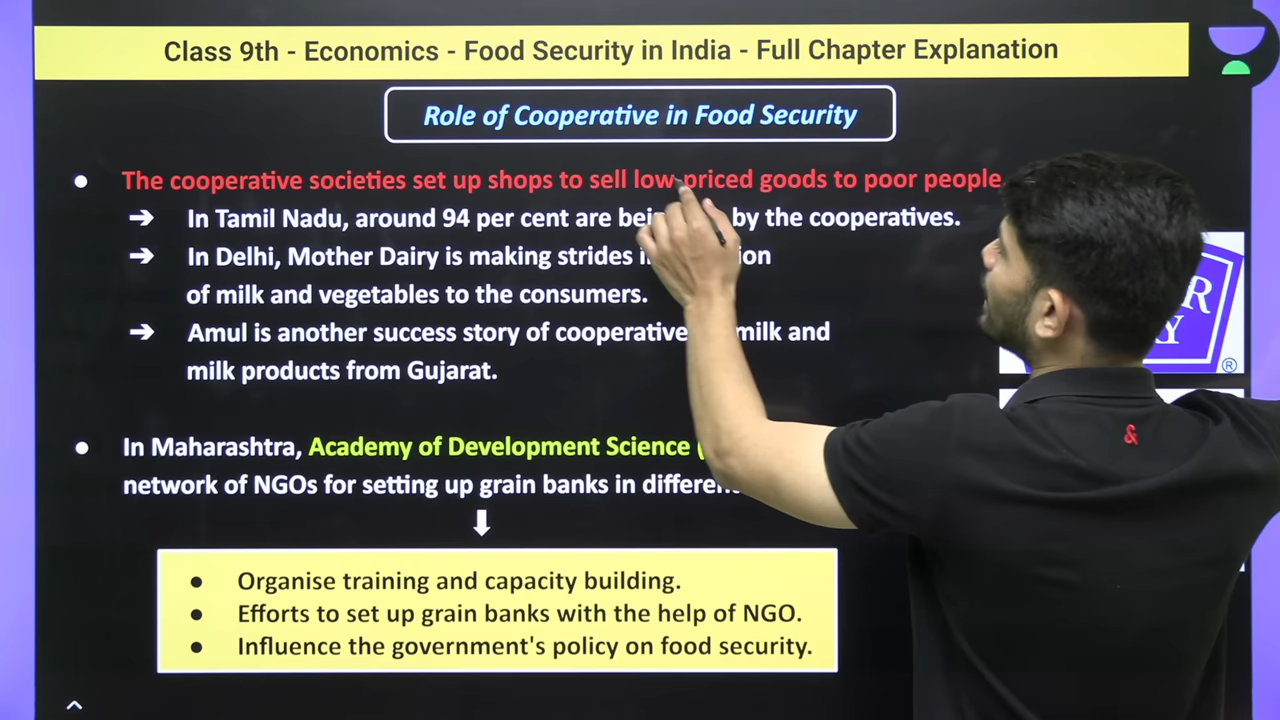 Class 9th - Economics - Food Security in India - Full Chapter Explanation
Role of Cooperative in Food Security
● The cooperative societies set up shops to sell low-priced goods to poor people
➔ In Tamil Nadu, around 94 per cent are by the cooperatives.
➔ In Delhi, Mother Dairy is making strides
of milk and vegetables to the consumers.
➔ Amul is another success story of cooperative milk and
milk products from Gujarat.
● In Maharashtra, Academy of Development Science (
network of NGOs for setting up grain banks in
● Organise training and capacity building.
● Efforts to set up grain banks with the help of NGO.
● Influence the government's policy on food security.
&
®